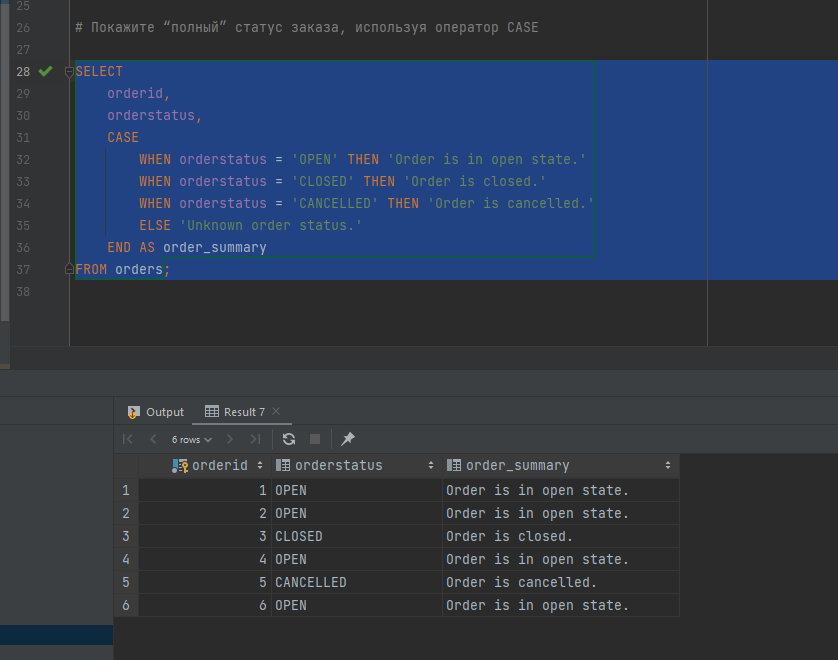 25
26 # Покажите “полный” статус заказа, используя оператор CASE
27
28 SELECT
29 orderid,
30 orderstatus,
31 CASE
32 WHEN orderstatus = 'OPEN' THEN 'Order is in open state.'
33 WHEN orderstatus = 'CLOSED' THEN 'Order is closed.'
34 WHEN orderstatus = 'CANCELLED' THEN 'Order is cancelled.'
35 ELSE 'Unknown order status.'
36 END AS order_summary
37 FROM orders;
38
Output Result 7
6 rows
orderid orderstatus order_summary
1 1 OPEN Order is in open state.
2 2 OPEN Order is in open state.
3 3 CLOSED Order is closed.
4 4 OPEN Order is in open state.
5 5 CANCELLED Order is cancelled.
6 6 OPEN Order is in open state.